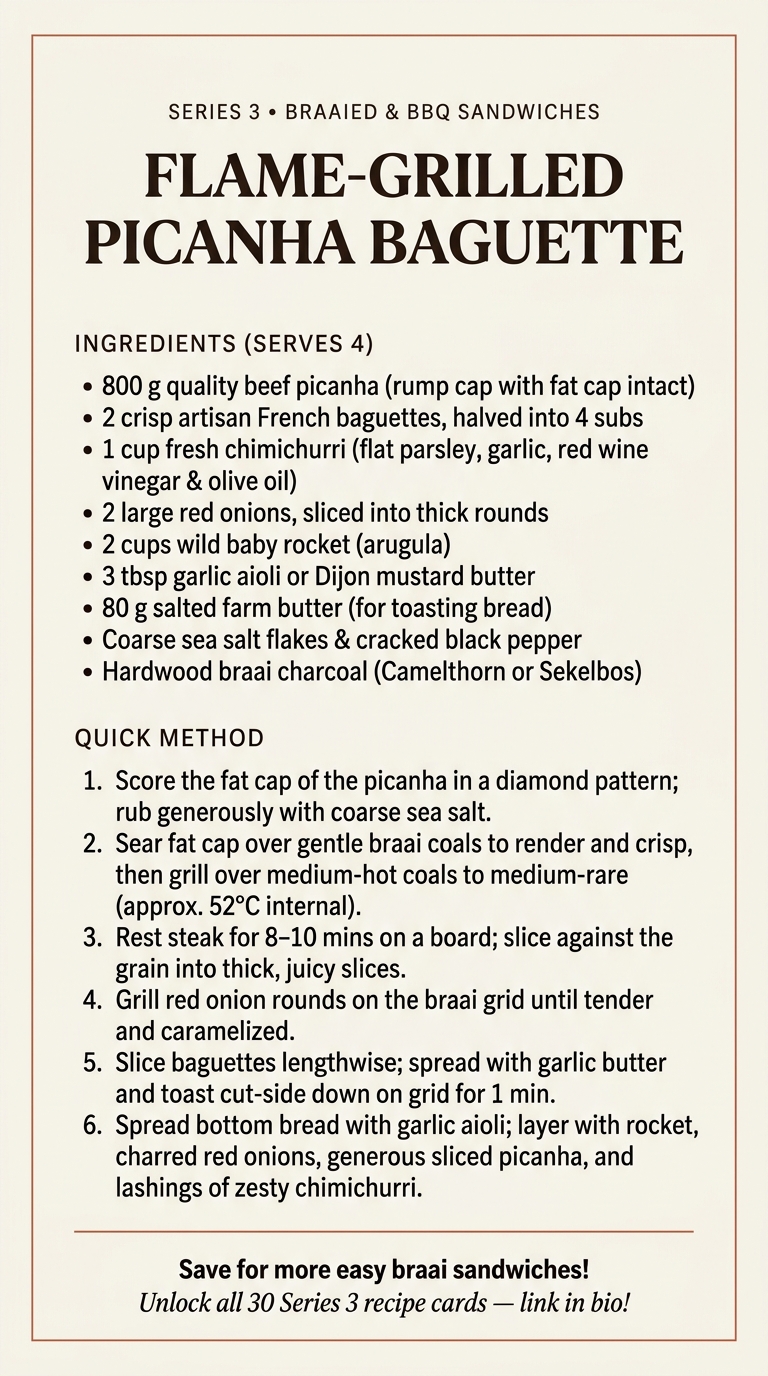 SERIES 3 • BRAAIED & BBQ SANDWICHES
FLAME-GRILLED
PICANHA BAGUETTE
INGREDIENTS (SERVES 4)
• 800 g quality beef picanha (rump cap with fat cap intact)
• 2 crisp artisan French baguettes, halved into 4 subs
• 1 cup fresh chimichurri (flat parsley, garlic, red wine
vinegar & olive oil)
• 2 large red onions, sliced into thick rounds
• 2 cups wild baby rocket (arugula)
• 3 tbsp garlic aioli or Dijon mustard butter
• 80 g salted farm butter (for toasting bread)
• Coarse sea salt flakes & cracked black pepper
• Hardwood braai charcoal (Camelthorn or Sekelbos)
QUICK METHOD
1. Score the fat cap of the picanha in a diamond pattern;
rub generously with coarse sea salt.
2. Sear fat cap over gentle braai coals to render and crisp,
then grill over medium-hot coals to medium-rare
(approx. 52°C internal).
3. Rest steak for 8–10 mins on a board; slice against the
grain into thick, juicy slices.
4. Grill red onion rounds on the braai grid until tender
and caramelized.
5. Slice baguettes lengthwise; spread with garlic butter
and toast cut-side down on grid for 1 min.
6. Spread bottom bread with garlic aioli; layer with rocket,
charred red onions, generous sliced picanha, and
lashings of zesty chimichurri.
Save for more easy braai sandwiches!
Unlock all 30 Series 3 recipe cards — link in bio!